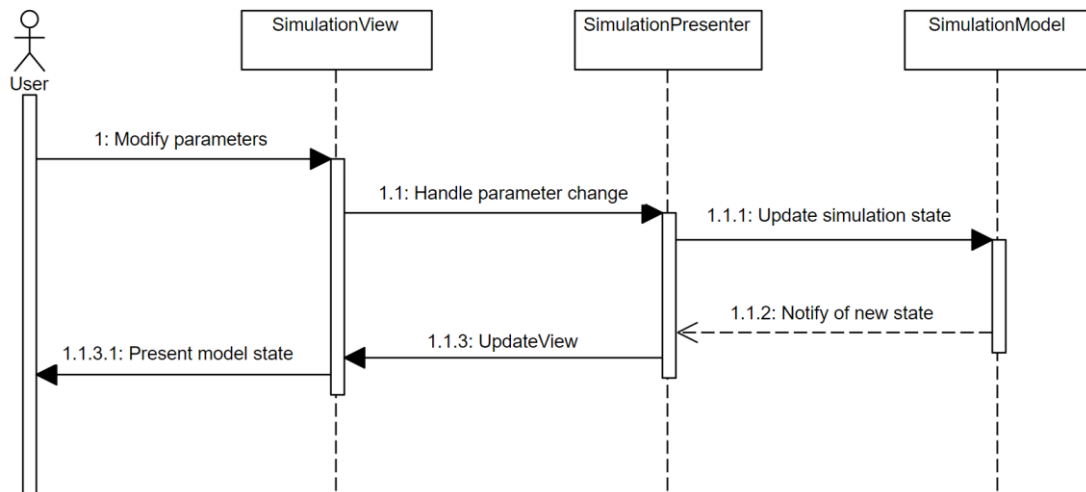 User
SimulationView
SimulationPresenter
SimulationModel
1: Modify parameters
1.1: Handle parameter change
1.1.1: Update simulation state
1.1.2: Notify of new state
1.1.3: UpdateView
1.1.3.1: Present model state